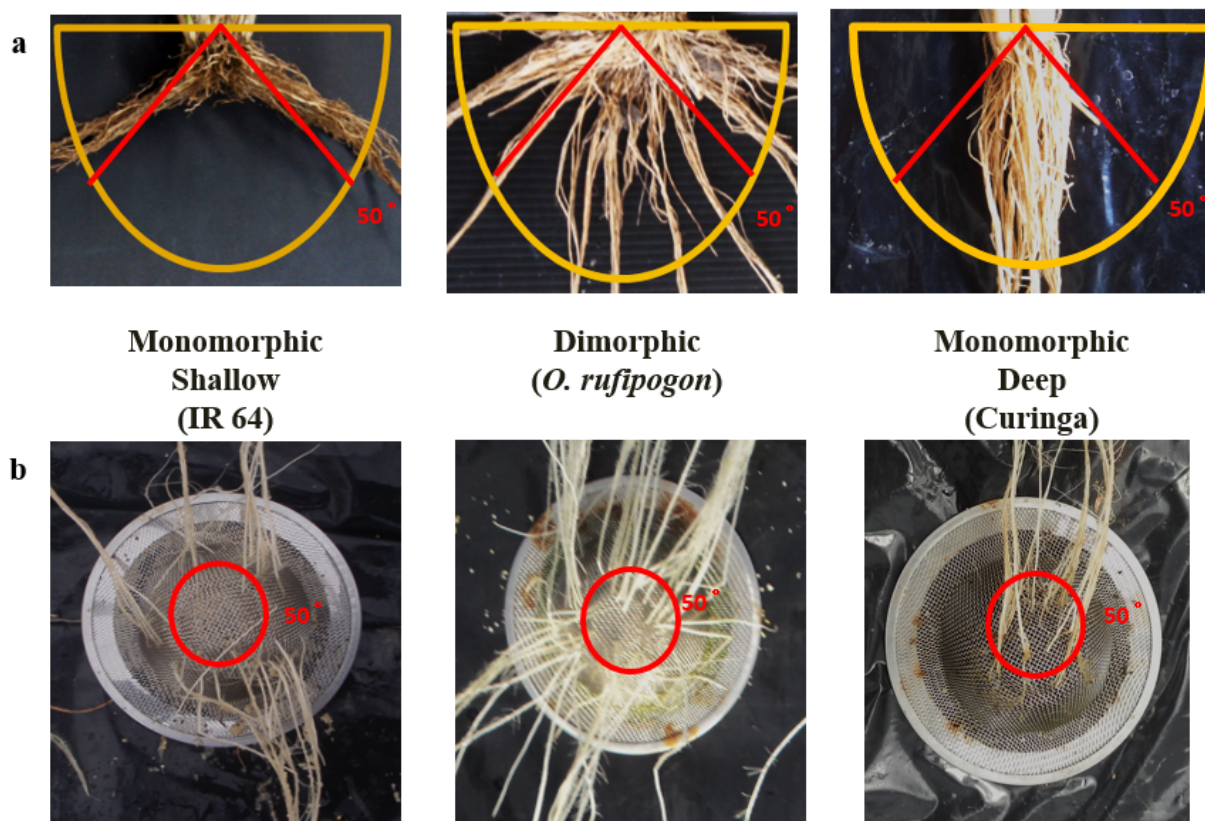 a
50°
50°
50°
Monomorphic
Shallow
(IR 64)
Dimorphic
(O. rufipogon)
Monomorphic
Deep
(Curinga)
b
50°
50°
50°